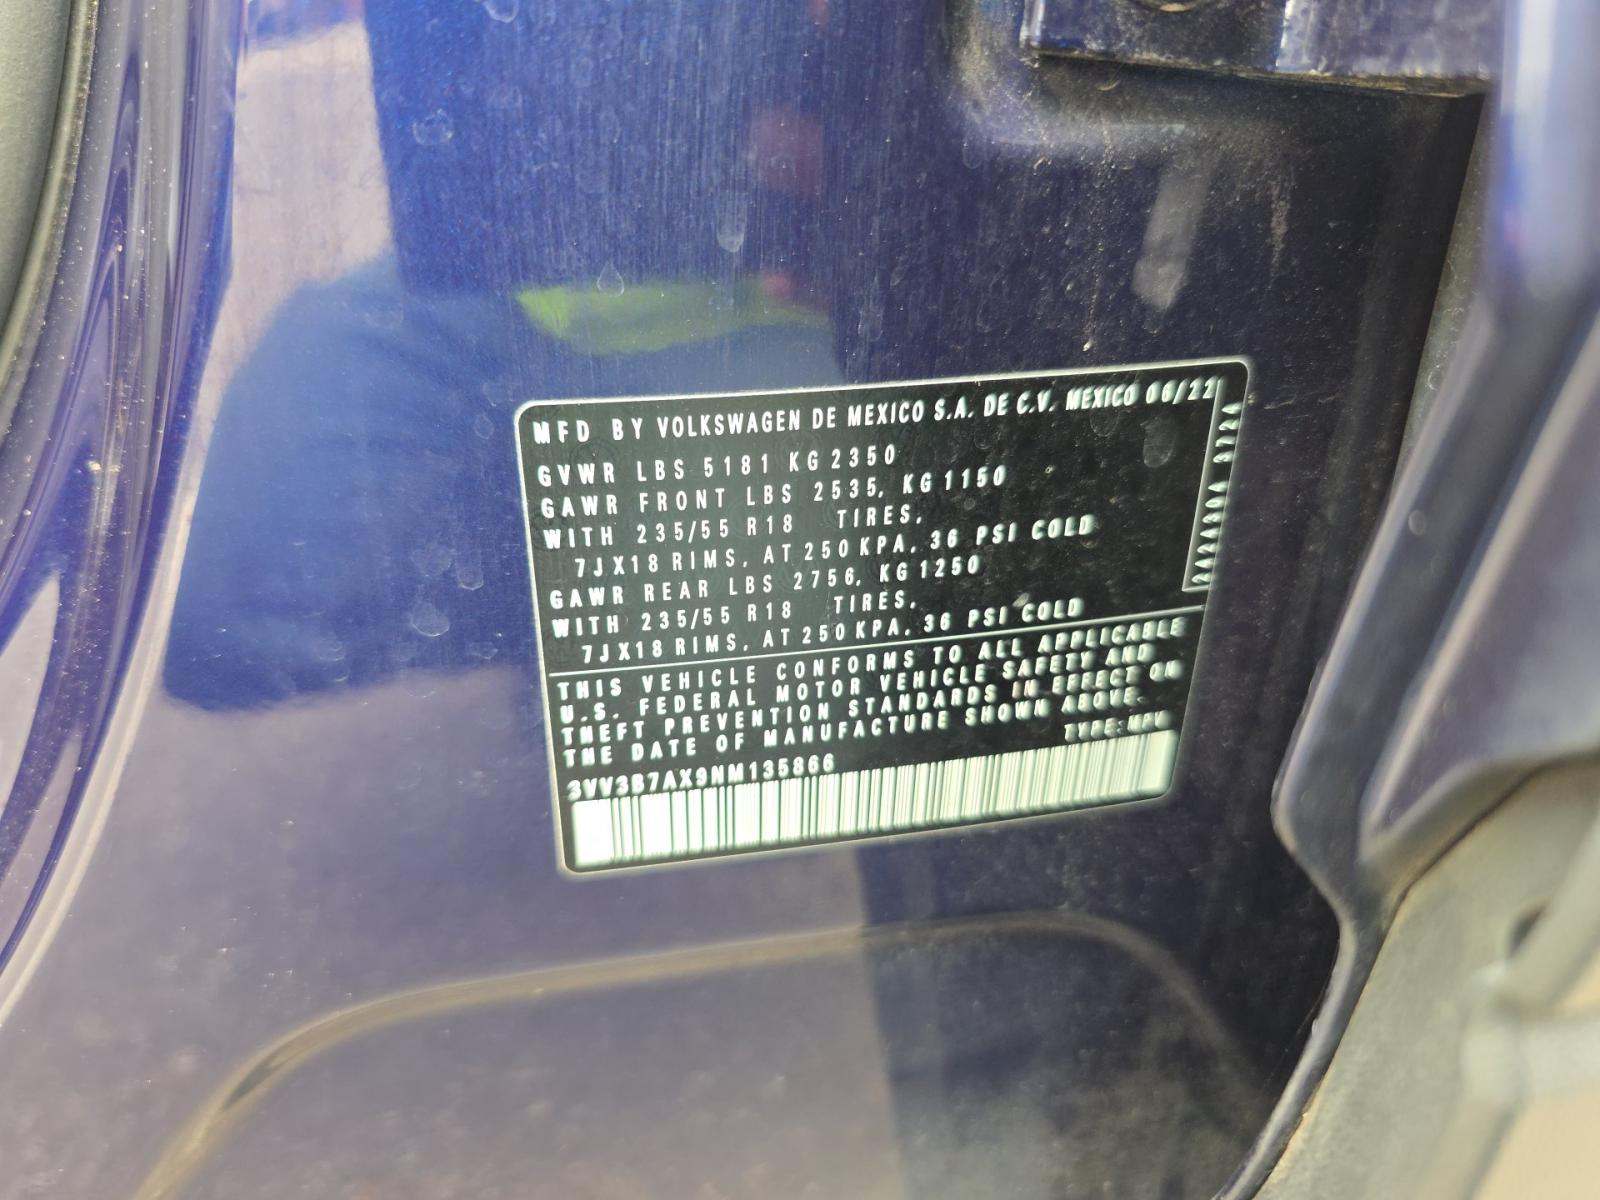 MFD BY VOLKSWAGEN DE MEXICO S.A. DE C.V. MEXICO 06/22
GVWR LBS 5181 KG 2350
GAWR FRONT LBS 2535, KG 1150
WITH 235/55 R18 TIRES,
7JX18 RIMS, AT 250 KPA, 36 PSI COLD
GAWR REAR LBS 2756, KG 1250
WITH 235/55 R18 TIRES,
7JX18 RIMS, AT 250 KPA, 36 PSI COLD
THIS VEHICLE CONFORMS TO ALL APPLICABLE
U.S. FEDERAL MOTOR VEHICLE SAFETY AND
THEFT PREVENTION STANDARDS IN EFFECT ON
THE DATE OF MANUFACTURE SHOWN ABOVE.
TYPE: MPV
3VV3B7AX9NM135866